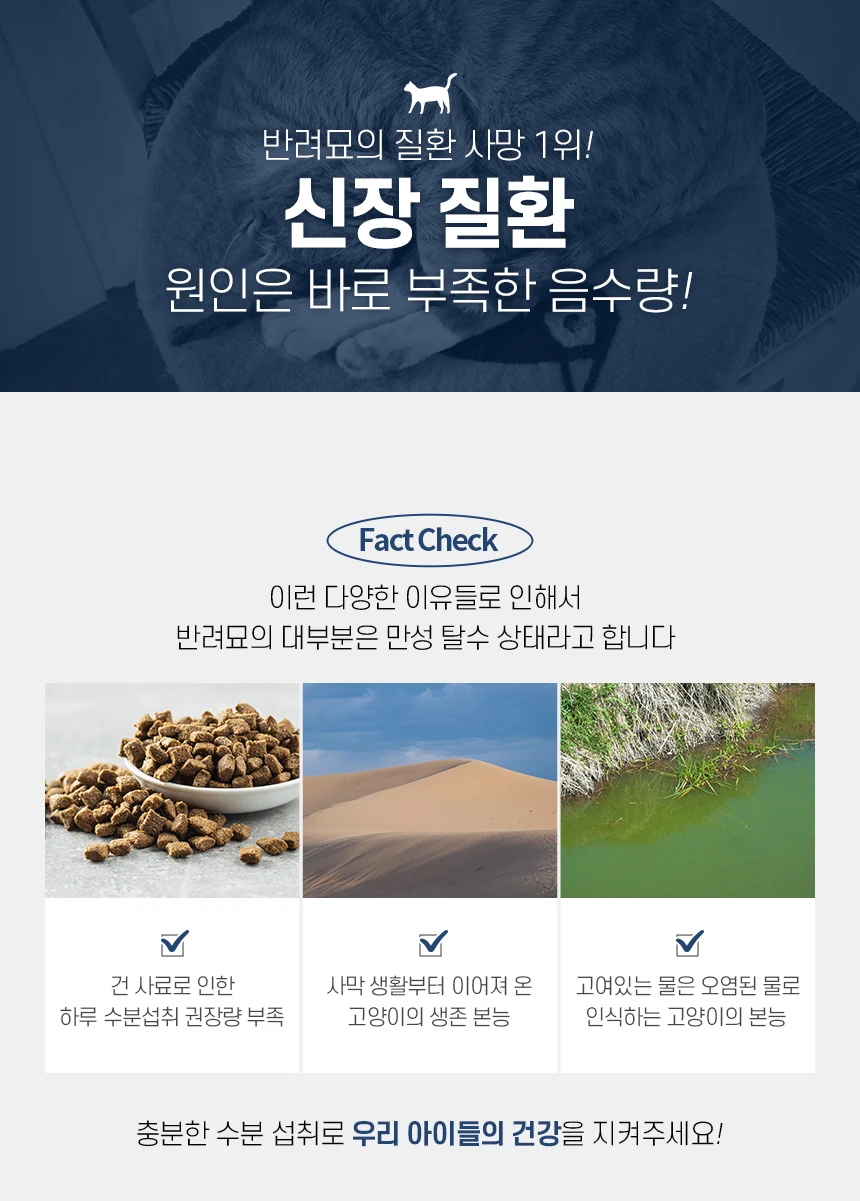 반려묘의 질환 사망 1위!
신장 질환
원인은 바로 부족한 음수량!
Fact Check
이런 다양한 이유들로 인해서
반려묘의 대부분은 만성 탈수 상태라고 합니다
건 사료로 인한
하루 수분섭취 권장량 부족
사막 생활부터 이어져 온
고양이의 생존 본능
고여있는 물은 오염된 물로
인식하는 고양이의 본능
충분한 수분 섭취로 우리 아이들의 건강을 지켜주세요!